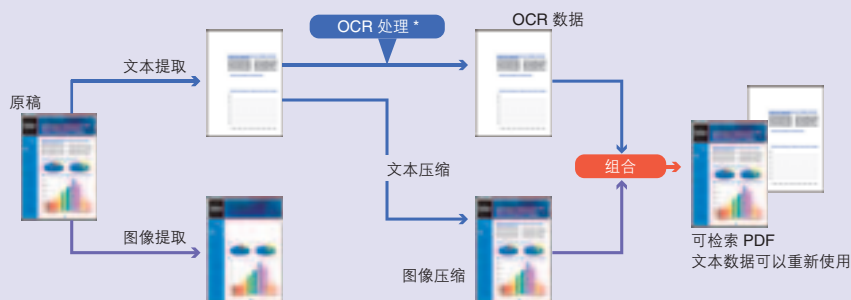 OCR 处理 *
OCR 数据
文本提取
原稿
文本压缩
组合
图像提取
图像压缩
可检索 PDF
文本数据可以重新使用